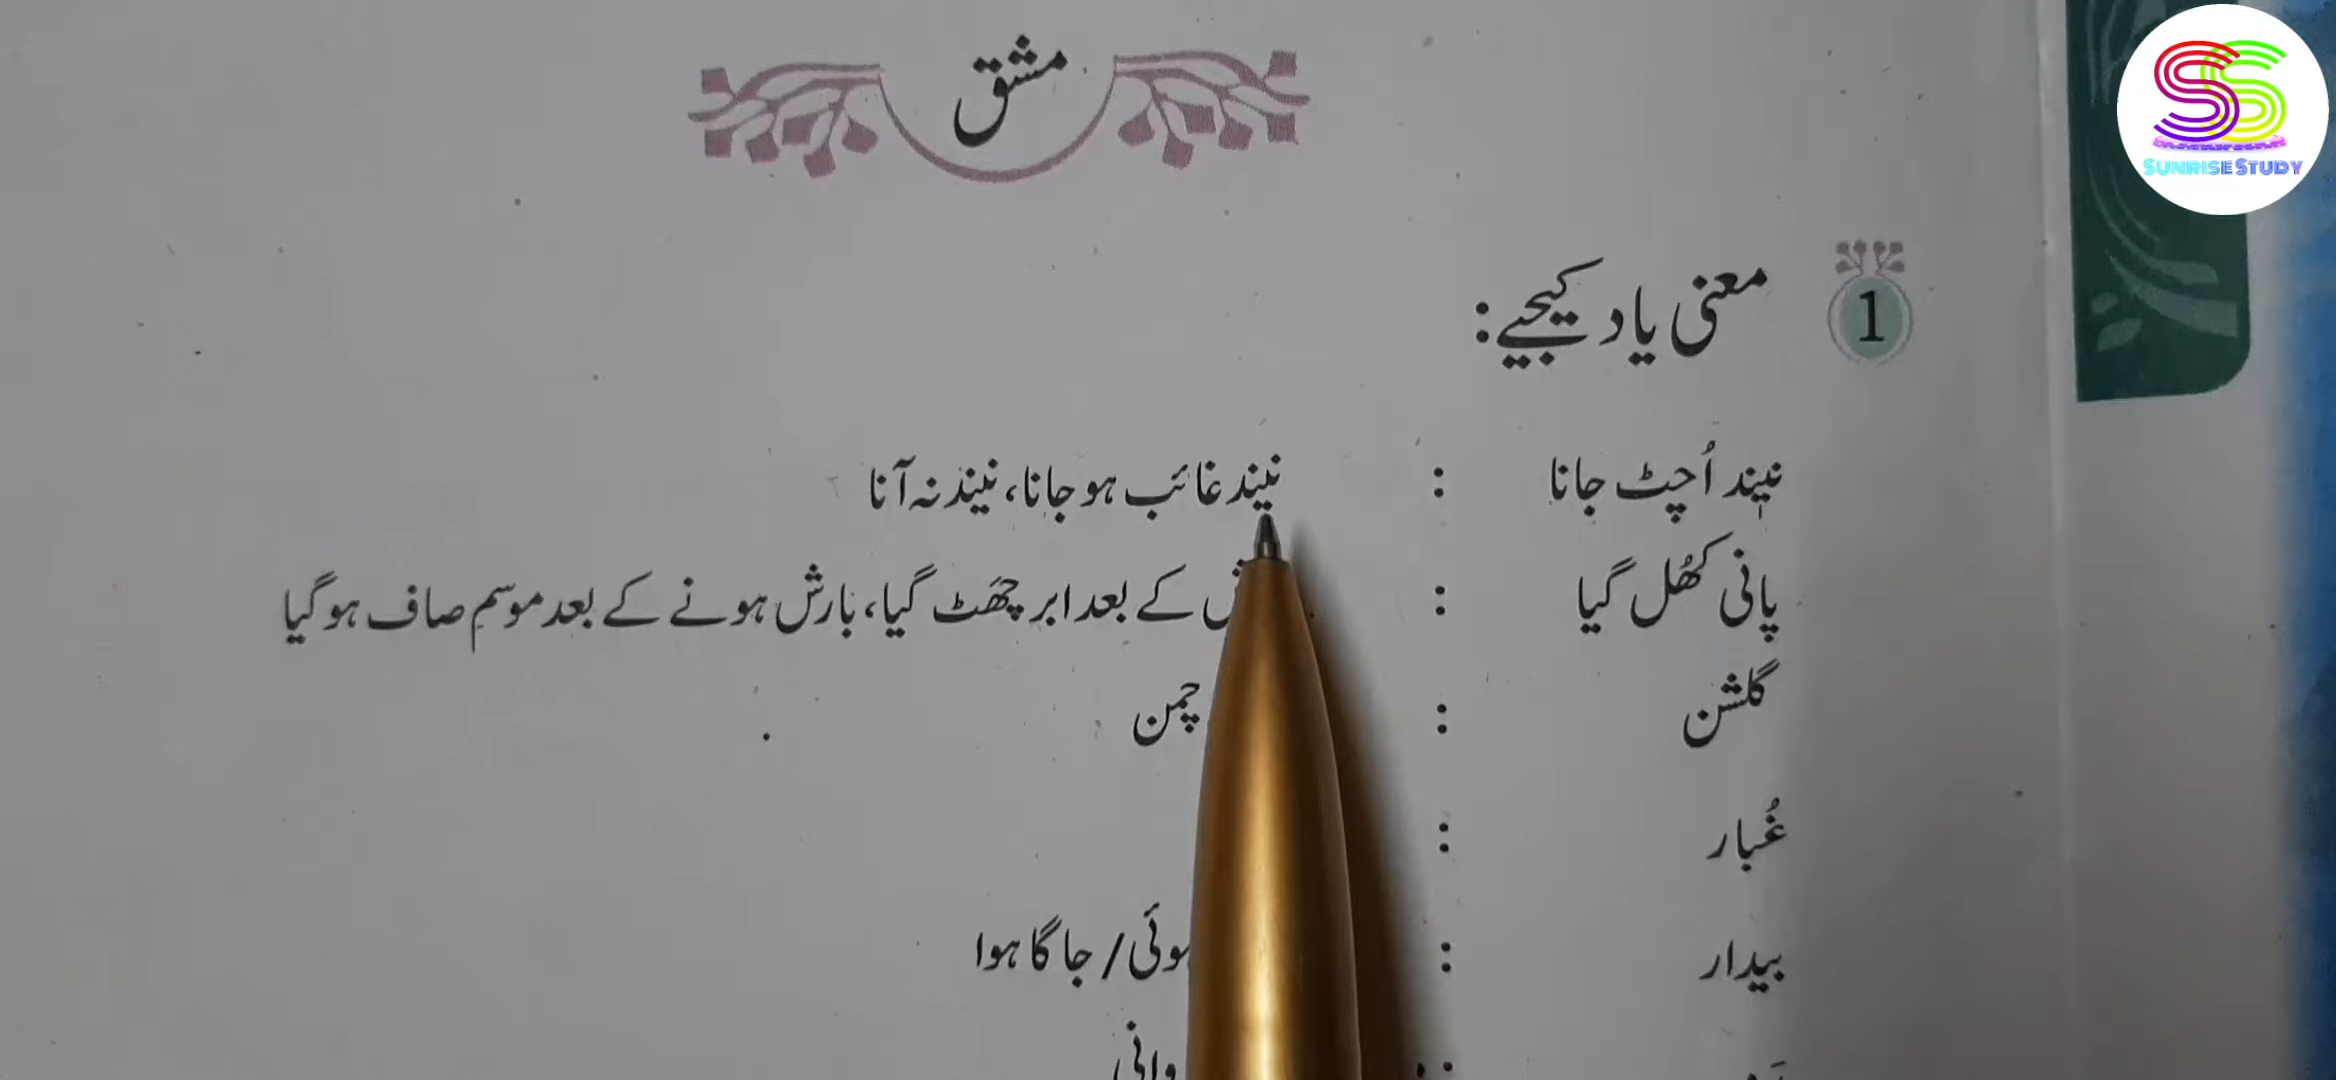 مشق
SS
SUNRISE STUDY
1 معنی یاد کیجیے:
نیند اُچٹ جانا : نیند غائب ہو جانا، نیند نہ آنا
پانی کھُل گیا : کے بعد ابر چھَٹ گیا، بارش ہونے کے بعد موسم صاف ہو گیا
گلشن : چمن
غُبار :
بیدار : جاگا ہوا